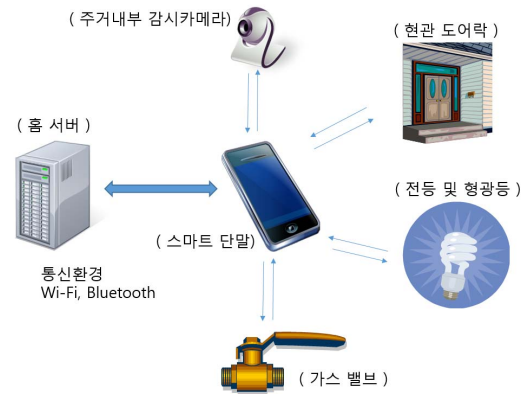 ( 주거내부 감시카메라)
( 현관 도어락 )
( 홈 서버 )
( 전등 및 형광등 )
( 스마트 단말)
통신환경
Wi-Fi, Bluetooth
( 가스 밸브 )